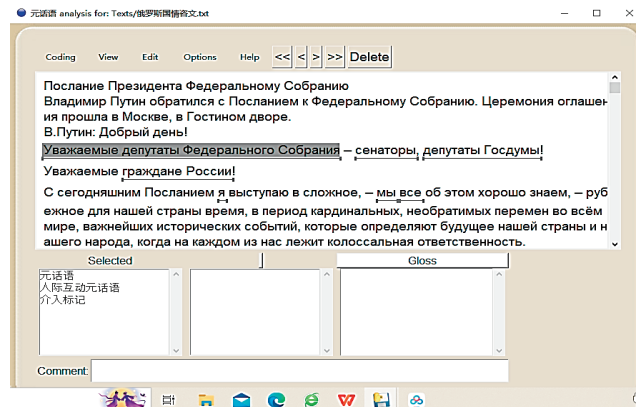 元话语 analysis for: Texts/俄罗斯国情咨文.txt
Coding View Edit Options Help << < > >> Delete
Послание Президента Федеральному Собранию
Владимир Путин обратился с Посланием к Федеральному Собранию. Церемония оглашен
ия прошла в Москве, в Гостином дворе.
В.Путин: Добрый день!
Уважаемые депутаты Федерального Собрания – сенаторы, депутаты Госдумы!
Уважаемые граждане России!
С сегодняшним Посланием я выступаю в сложное, – мы все об этом хорошо знаем, – руб
ежное для нашей страны время, в период кардинальных, необратимых перемен во всём
мире, важнейших исторических событий, которые определяют будущее нашей страны и н
ашего народа, когда на каждом из нас лежит колоссальная ответственность.
Selected Gloss
元话语
人际互动元话语
介入标记
Comment: